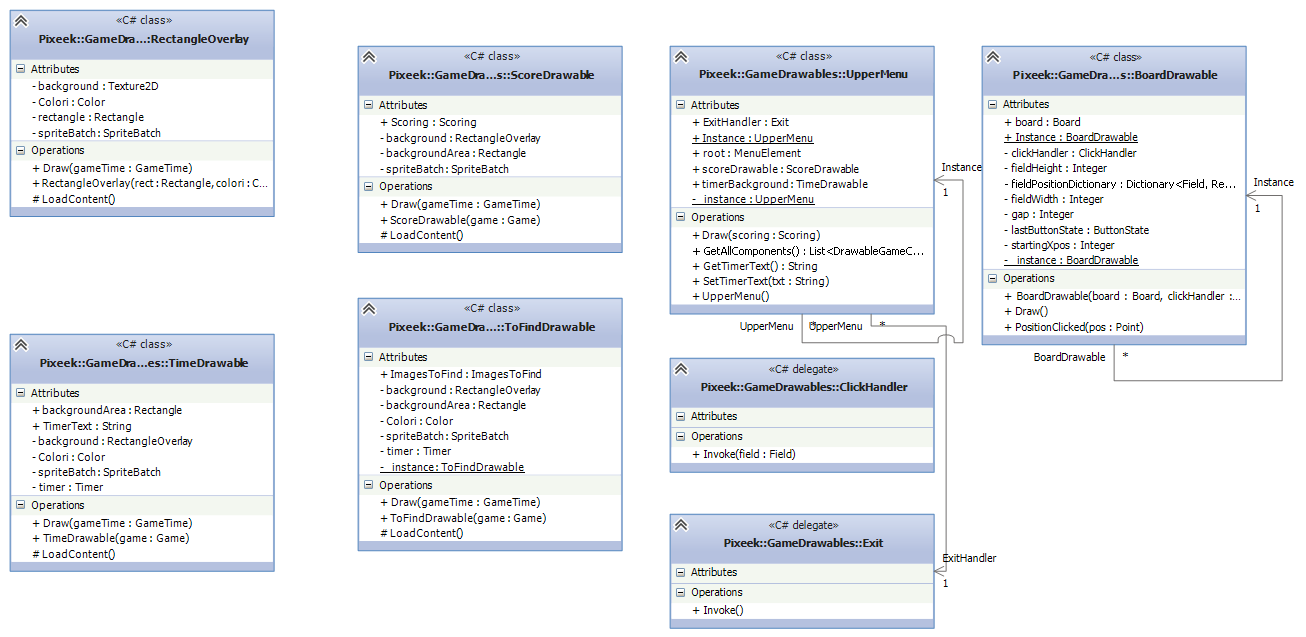 «C# class»
Pixeek::GameDra...:RectangleOverlay
Attributes
- background : Texture2D
- Colori : Color
- rectangle : Rectangle
- spriteBatch : SpriteBatch
Operations
+ Draw(gameTime : GameTime)
+ RectangleOverlay(rect : Rectangle, colori : C...
# LoadContent()
«C# class»
Pixeek::GameDra...es::TimeDrawable
Attributes
+ backgroundArea : Rectangle
+ TimerText : String
- background : RectangleOverlay
- Colori : Color
- spriteBatch : SpriteBatch
- timer : Timer
Operations
+ Draw(gameTime : GameTime)
+ TimeDrawable(game : Game)
# LoadContent()
«C# class»
Pixeek::GameDra...s::ScoreDrawable
Attributes
+ Scoring : Scoring
- background : RectangleOverlay
- backgroundArea : Rectangle
- spriteBatch : SpriteBatch
Operations
+ Draw(gameTime : GameTime)
+ ScoreDrawable(game : Game)
# LoadContent()
«C# class»
Pixeek::GameDra...::ToFindDrawable
Attributes
+ ImagesToFind : ImagesToFind
- background : RectangleOverlay
- backgroundArea : Rectangle
- Colori : Color
- spriteBatch : SpriteBatch
- timer : Timer
- _instance : ToFindDrawable
Operations
+ Draw(gameTime : GameTime)
+ ToFindDrawable(game : Game)
# LoadContent()
«C# class»
Pixeek::GameDrawables::UpperMenu
Attributes
+ ExitHandler : Exit
+ Instance : UpperMenu
+ root : MenuElement
+ scoreDrawable : ScoreDrawable
+ timerBackground : TimeDrawable
- _instance : UpperMenu
Operations
+ Draw(scoring : Scoring)
+ GetAllComponents() : List<DrawableGameC...
+ GetTimerText() : String
+ SetTimerText(txt : String)
+ UpperMenu()
Instance
1
UpperMenu
*
UpperMenu
*
«C# delegate»
Pixeek::GameDrawables::ClickHandler
Attributes
Operations
+ Invoke(field : Field)
«C# delegate»
Pixeek::GameDrawables::Exit
Attributes
Operations
+ Invoke()
ExitHandler
1
«C# class»
Pixeek::GameDra...s::BoardDrawable
Attributes
+ board : Board
+ Instance : BoardDrawable
- clickHandler : ClickHandler
- fieldHeight : Integer
- fieldPositionDictionary : Dictionary<Field, Re...
- fieldWidth : Integer
- gap : Integer
- lastButtonState : ButtonState
- startingXpos : Integer
- _instance : BoardDrawable
Operations
+ BoardDrawable(board : Board, clickHandler :...
+ Draw()
+ PositionClicked(pos : Point)
Instance
1
BoardDrawable
*